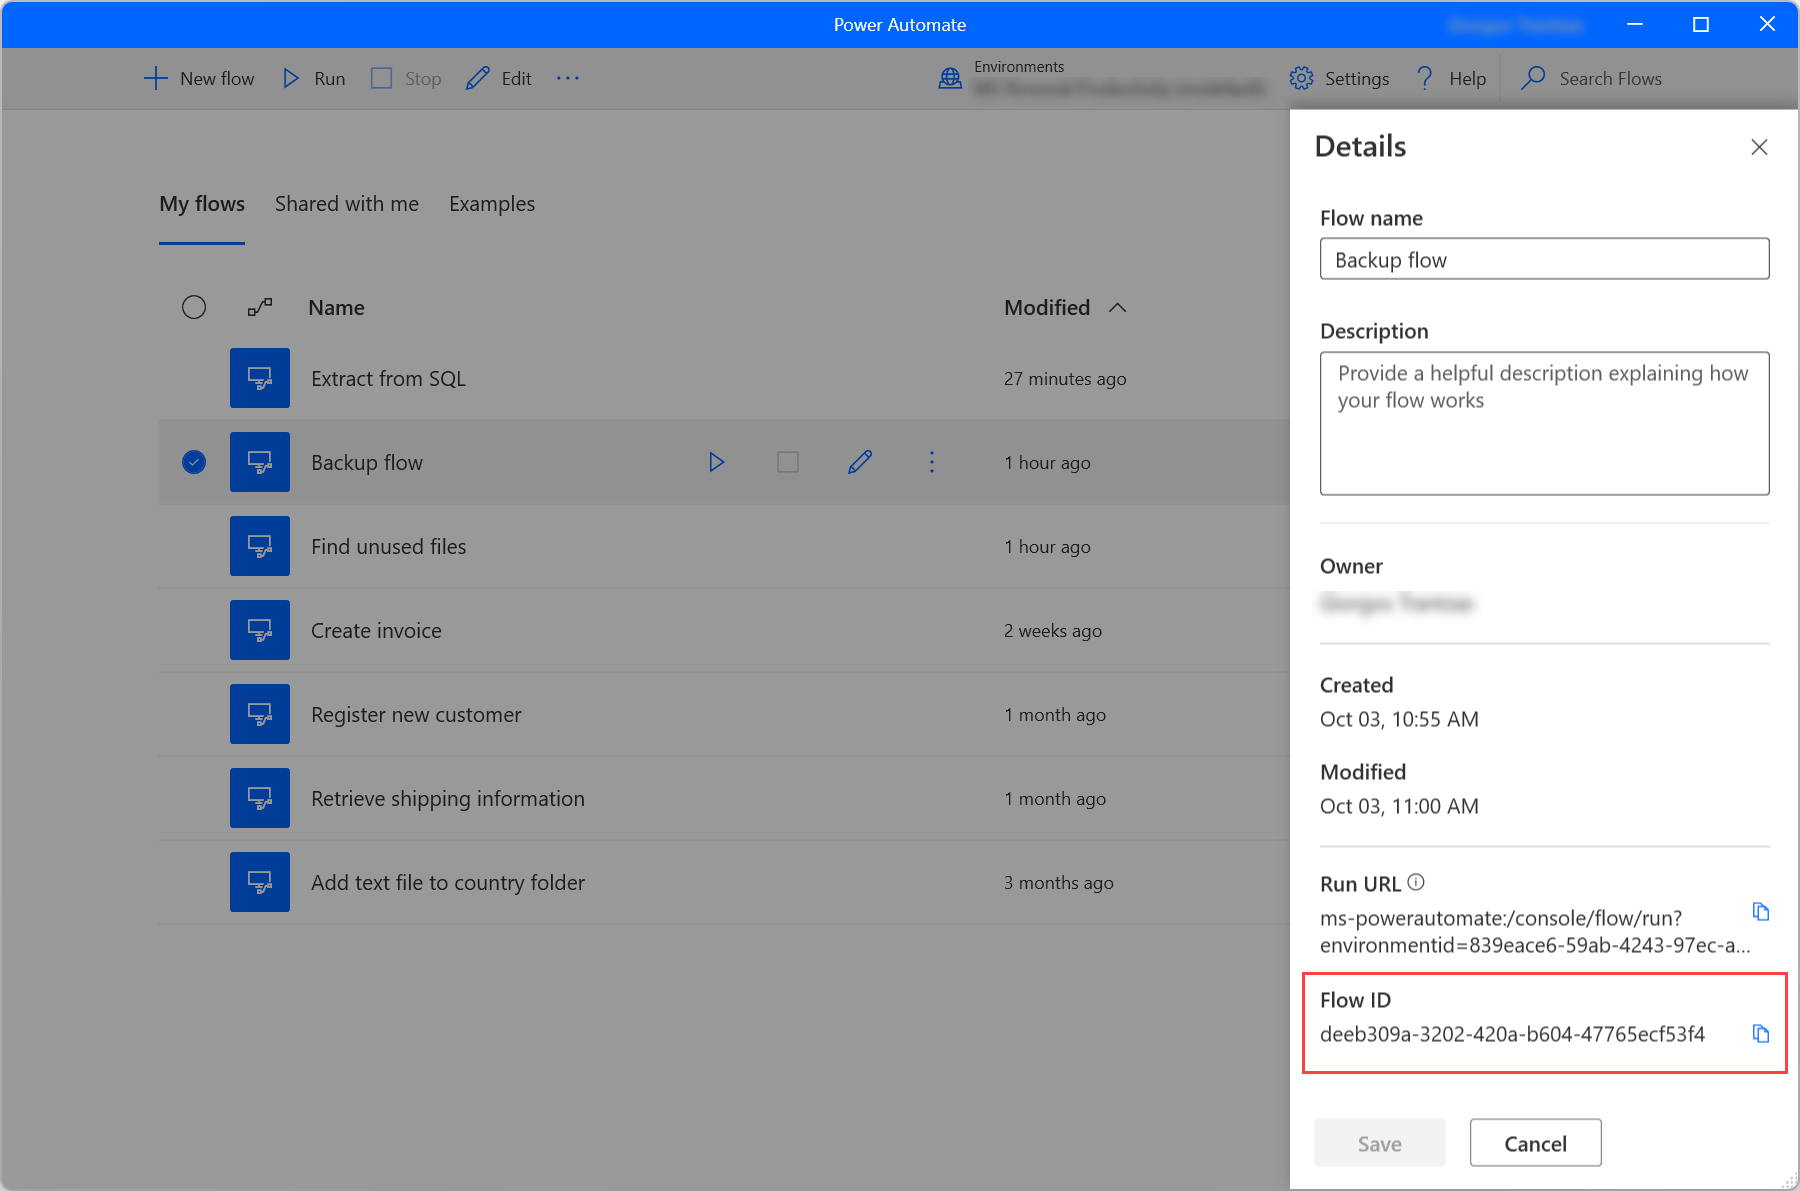 Power Automate
New flow
Run
Stop
Edit
Environments
Settings
Help
Search Flows
My flows
Shared with me
Examples
Name
Modified
Extract from SQL
27 minutes ago
Backup flow
1 hour ago
Find unused files
1 hour ago
Create invoice
2 weeks ago
Register new customer
1 month ago
Retrieve shipping information
1 month ago
Add text file to country folder
3 months ago
Details
Flow name
Backup flow
Description
Provide a helpful description explaining how
your flow works
Owner
Created
Oct 03, 10:55 AM
Modified
Oct 03, 11:00 AM
Run URL
ms-powerautomate:/console/flow/run?
environmentid=839eace6-59ab-4243-97ec-a...
Flow ID
deeb309a-3202-420a-b604-47765ecf53f4
Save
Cancel